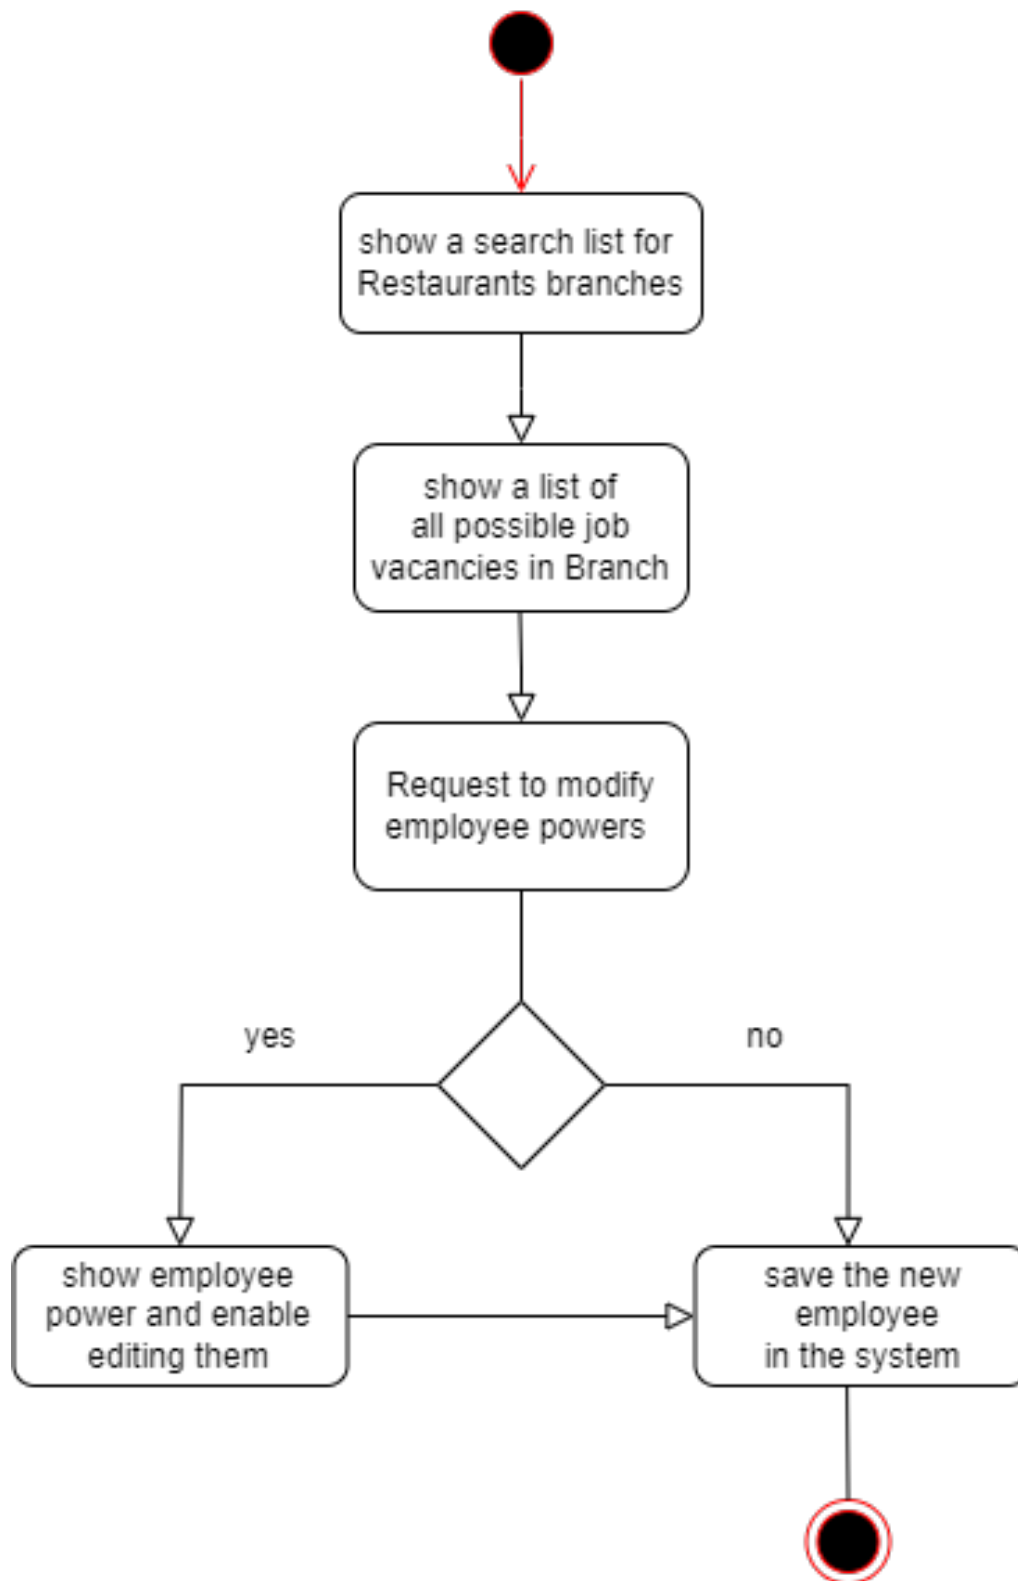 show a search list for
Restaurants branches
show a list of
all possible job
vacancies in Branch
Request to modify
employee powers
yes
no
show employee
power and enable
editing them
save the new
employee
in the system